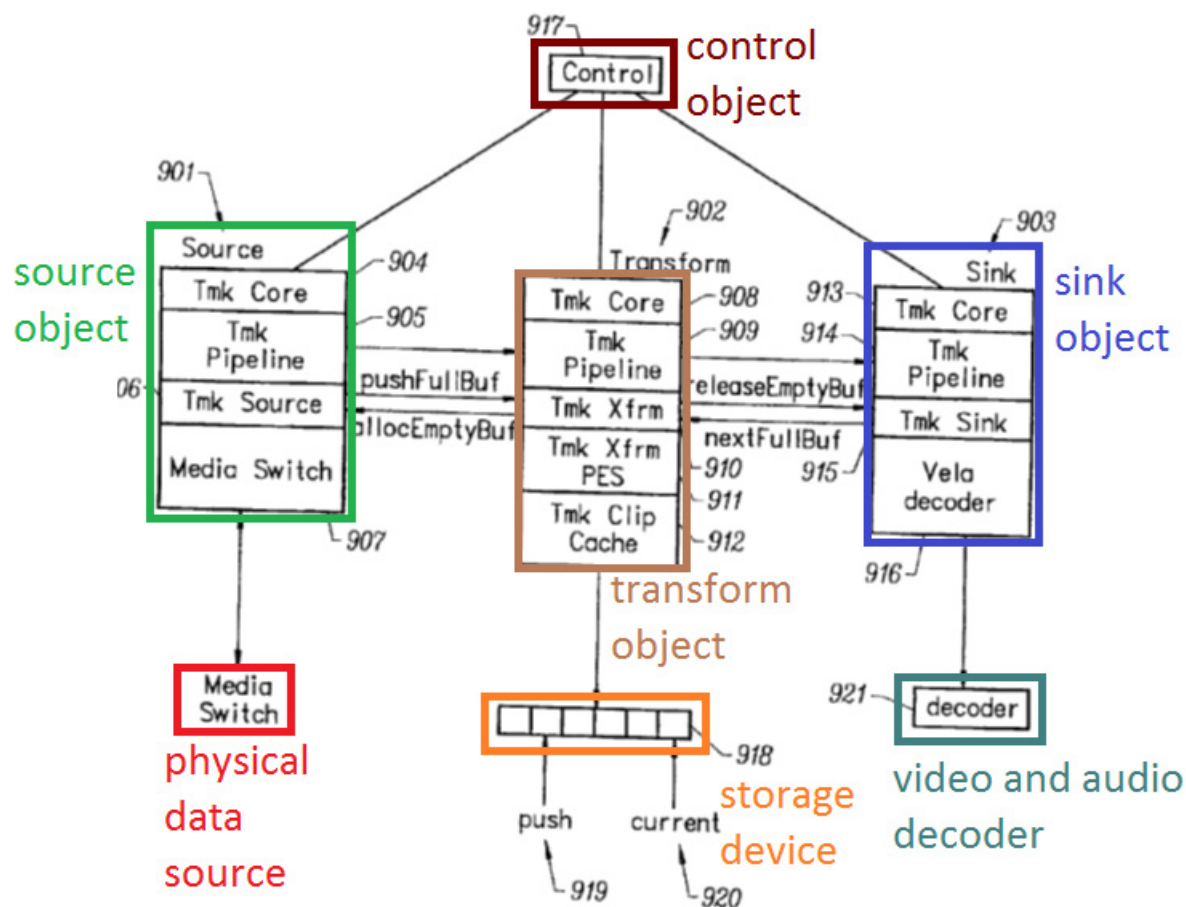 917
Control
control
object
901
Source
source
object
904
Tmk Core
905
Tmk
Pipeline
06
Tmk Source
Media Switch
907
pushFullBuf
allocEmptyBuf
902
Transform
Tmk Core
908
909
Tmk
Pipeline
Tmk Xfrm
910
Tmk Xfrm
PES
911
Tmk Clip
Cache
912
transform
object
releaseEmptyBuf
nextFullBuf
903
Sink
sink
object
913
Tmk Core
914
Tmk
Pipeline
Tmk Sink
915
Vela
decoder
916
Media
Switch
physical
data
source
918
push
current
919
920
storage
device
921
decoder
video and audio
decoder